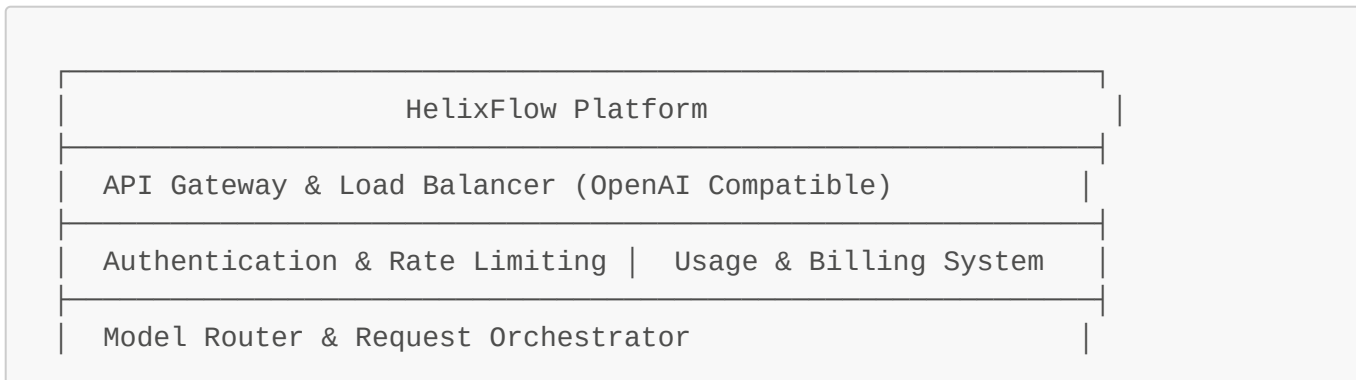 HelixFlow Platform
API Gateway & Load Balancer (OpenAI Compatible)
Authentication & Rate Limiting │ Usage & Billing System
Model Router & Request Orchestrator